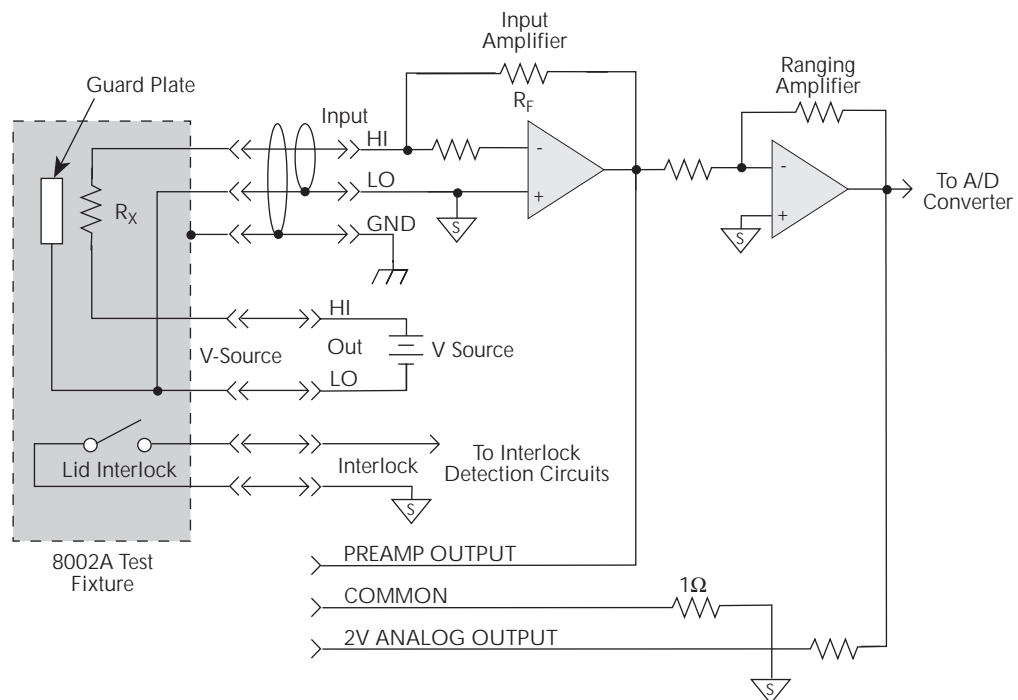 Input
Amplifier
Guard Plate
Ranging
Amplifier
Input
R_F
HI
-
-
LO
+
To A/D
Converter
R_X
S
+
GND
S
HI
V-Source
Out
V Source
LO
Lid Interlock
Interlock
To Interlock
Detection Circuits
S
8002A Test
Fixture
PREAMP OUTPUT
COMMON
1Ω
2V ANALOG OUTPUT
S